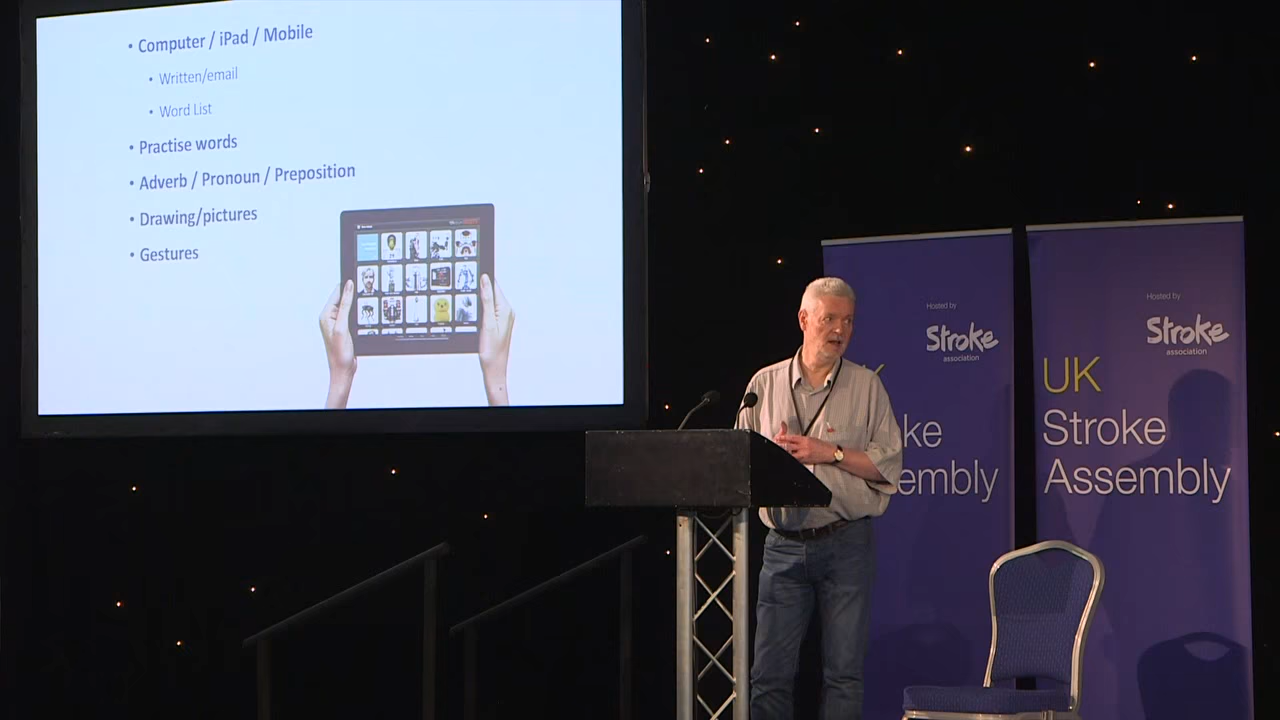 • Computer / iPad / Mobile
• Written/email
• Word List
• Practise words
• Adverb / Pronoun / Preposition
• Drawing/pictures
• Gestures
Hosted by
Stroke
association
ke
embly
Hosted by
Stroke
association
UK
Stroke
Assembly